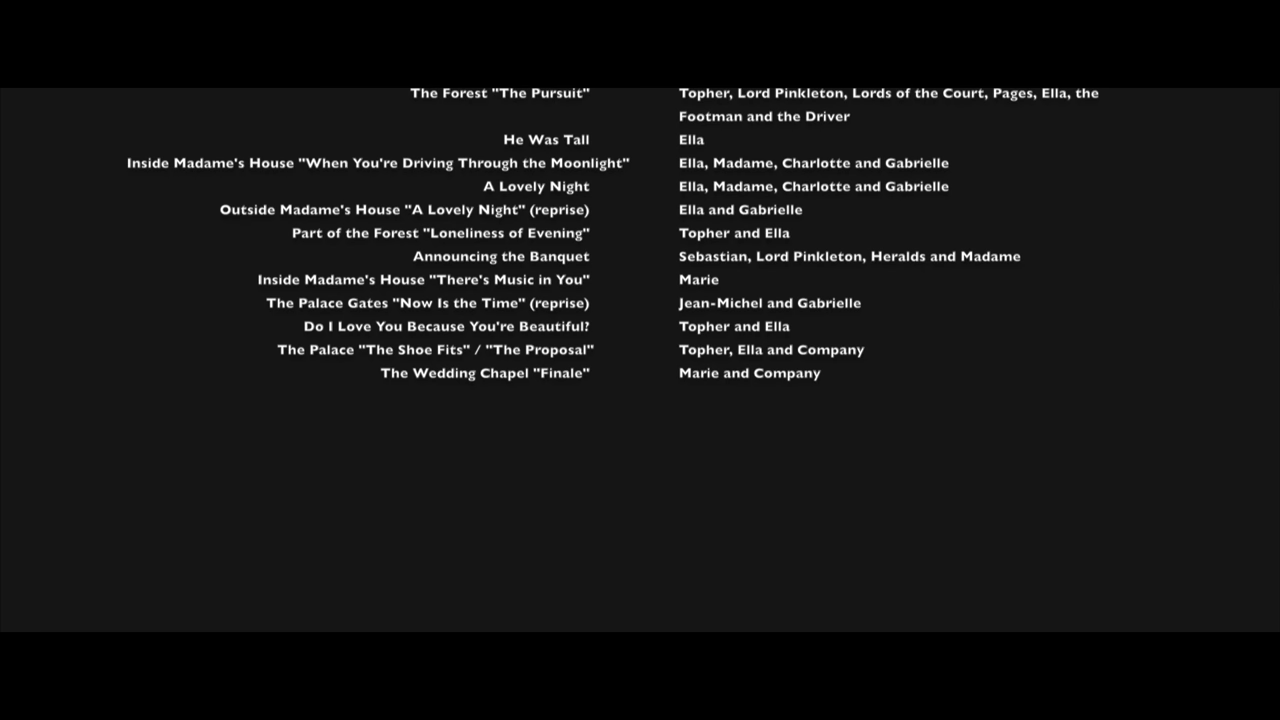 The Forest "The Pursuit" Topher, Lord Pinkleton, Lords of the Court, Pages, Ella, the
Footman and the Driver
He Was Tall Ella
Inside Madame's House "When You're Driving Through the Moonlight" Ella, Madame, Charlotte and Gabrielle
A Lovely Night Ella, Madame, Charlotte and Gabrielle
Outside Madame's House "A Lovely Night" (reprise) Ella and Gabrielle
Part of the Forest "Loneliness of Evening" Topher and Ella
Announcing the Banquet Sebastian, Lord Pinkleton, Heralds and Madame
Inside Madame's House "There's Music in You" Marie
The Palace Gates "Now Is the Time" (reprise) Jean-Michel and Gabrielle
Do I Love You Because You're Beautiful? Topher and Ella
The Palace "The Shoe Fits" / "The Proposal" Topher, Ella and Company
The Wedding Chapel "Finale" Marie and Company